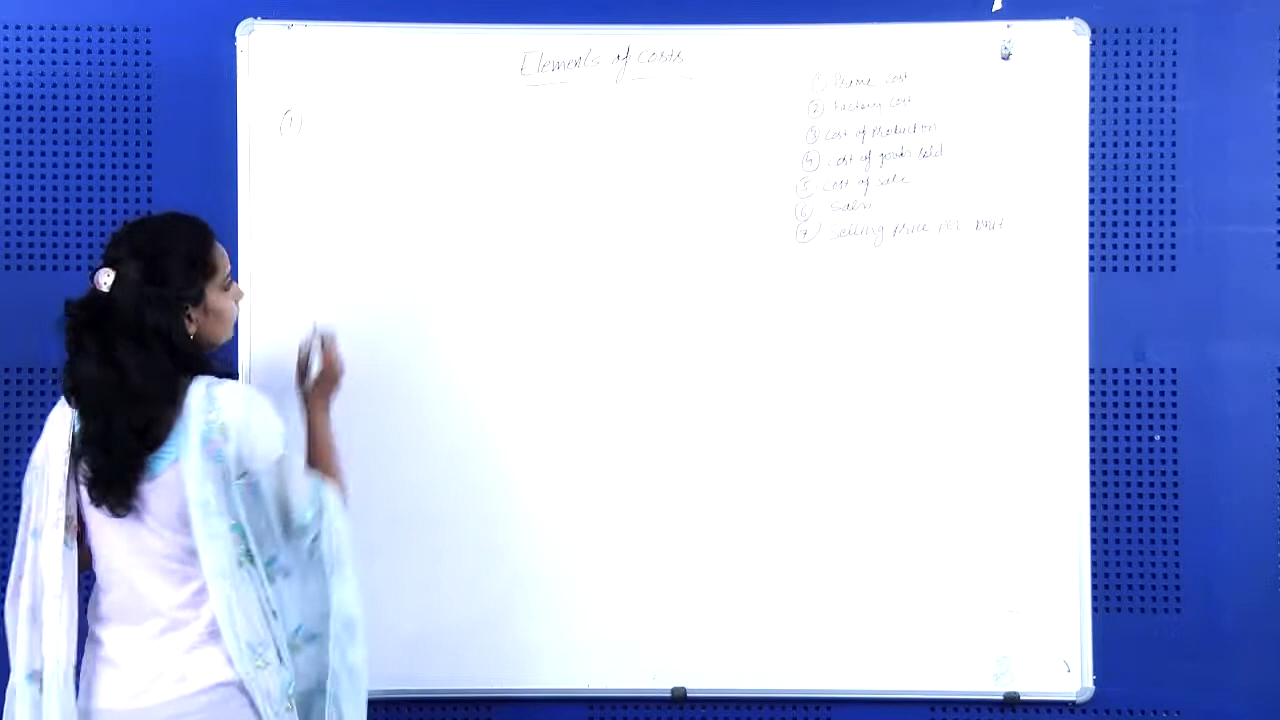 Elements of costs
(1)
① Prime cost
② Factory cost
③ Cost of Production
④ Cost of goods sold
⑤ Cost of sale
⑥ Sales
⑦ Selling price per unit